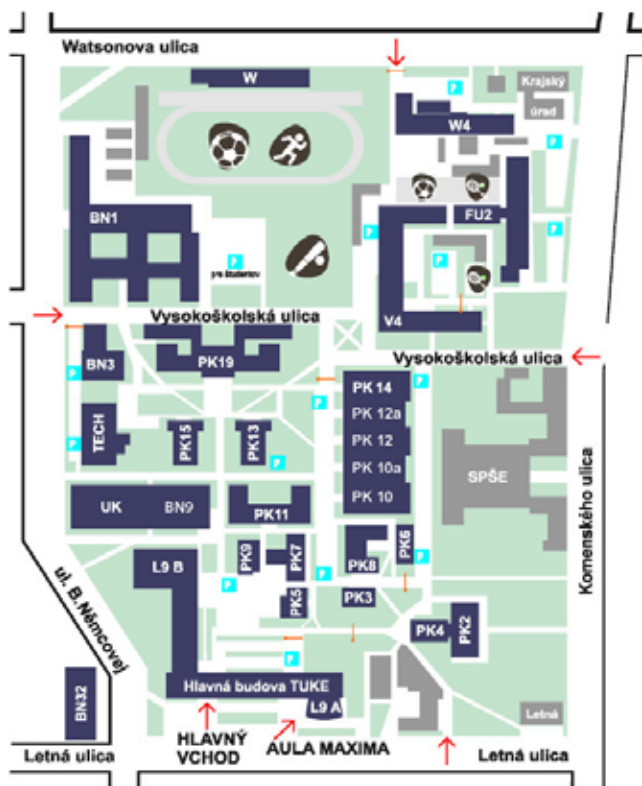 Watsonova ulica
W
Krajský
úrad
W4
BN1
FU2
P
pre študentov
V4
Vysokoškolská ulica
Vysokoškolská ulica
BN3
PK19
PK 14
PK 12a
PK 12
PK 10a
PK 10
TECH
PK15
PK13
SPŠE
Komenského ulica
UK
BN9
PK11
L9 B
PK9
PK7
PK8
PK6
PK5
PK3
PK4
PK2
ul. B.Němcovej
BN32
Hlavná budova TUKE
L9 A
Letná
HLAVNÝ
VCHOD
AULA MAXIMA
Letná ulica
Letná ulica